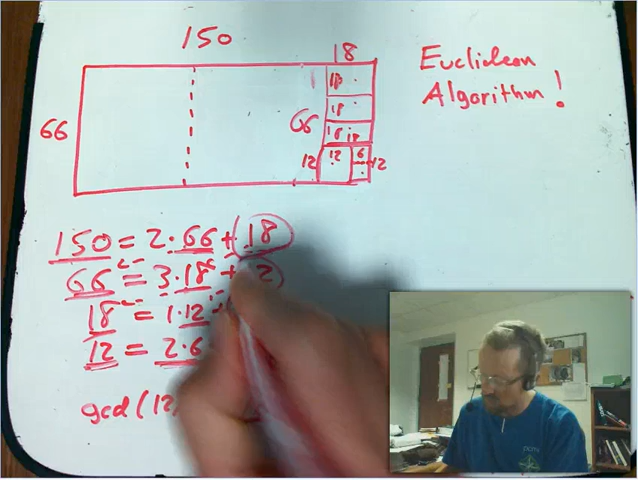 150
18
Euclidean
Algorithm!
66
18
18
66
18 18
12 12 6 12
150 = 2·66 + 18
66 = 3·18 + 12
18 = 1·12
12 = 2·6
gcd(12